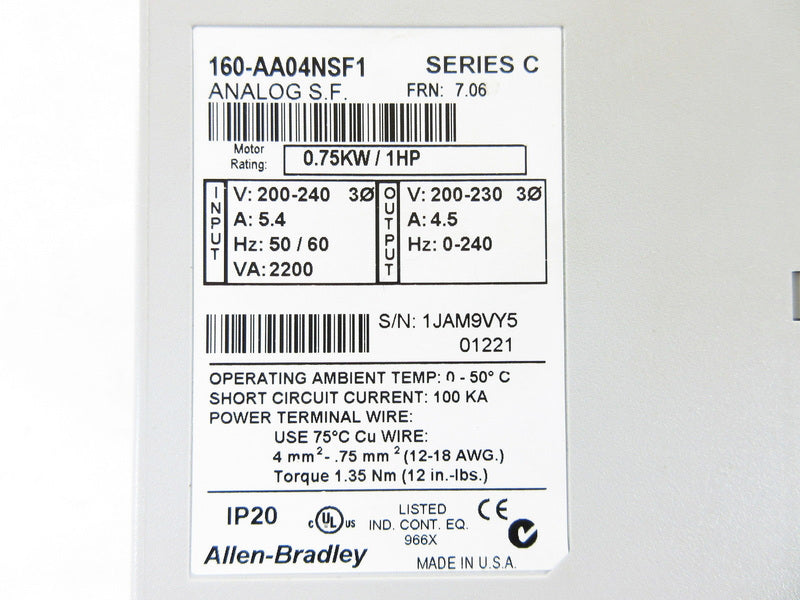 160-AA04NSF1 SERIES C
ANALOG S.F. FRN: 7.06
Motor
Rating: 0.75KW / 1HP
INPUT
V: 200-240 3Ø
A: 5.4
Hz: 50 / 60
VA: 2200
OUTPUT
V: 200-230 3Ø
A: 4.5
Hz: 0-240
S/N: 1JAM9VY5
01221
OPERATING AMBIENT TEMP: 0 - 50° C
SHORT CIRCUIT CURRENT: 100 KA
POWER TERMINAL WIRE:
USE 75°C Cu WIRE:
4 mm² - .75 mm² (12-18 AWG.)
Torque 1.35 Nm (12 in.-lbs.)
IP20
c UL us
LISTED
IND. CONT. EQ.
966X
CE
Allen-Bradley
MADE IN U.S.A.